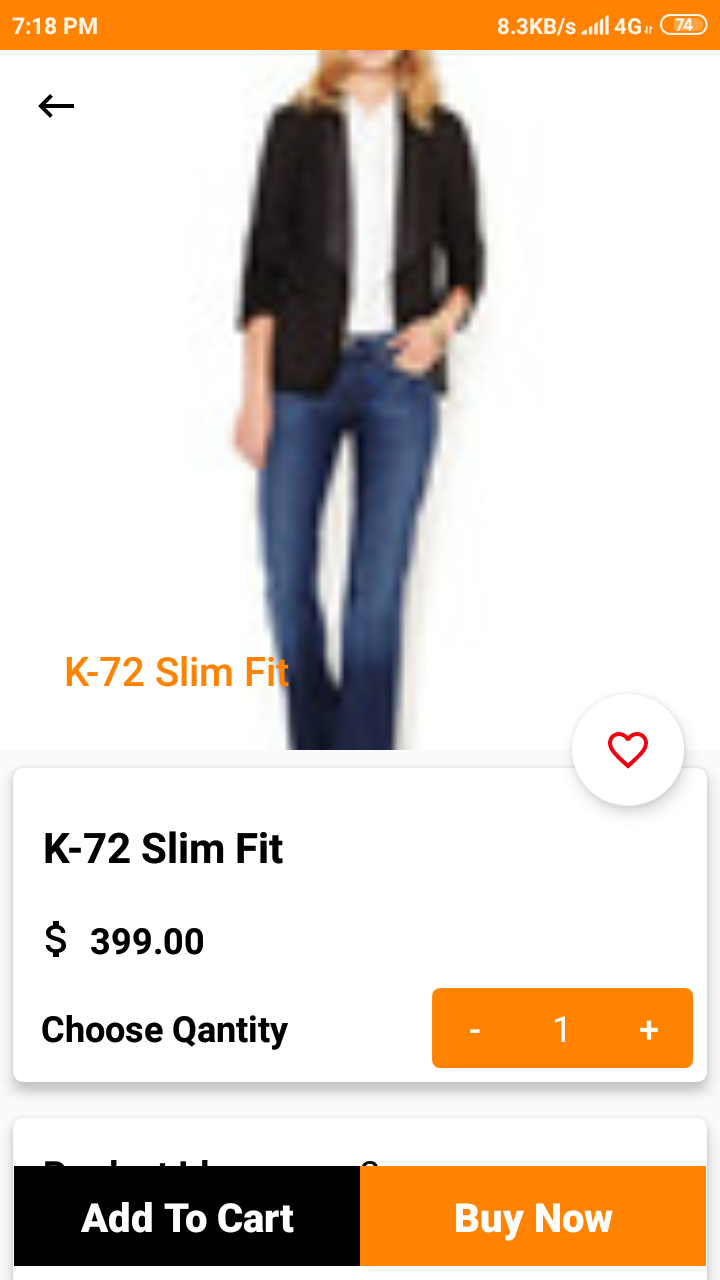 7:18 PM 8.3KB/s 4G 74
K-72 Slim Fit
K-72 Slim Fit
$ 399.00
Choose Qantity - 1 +
Add To Cart Buy Now